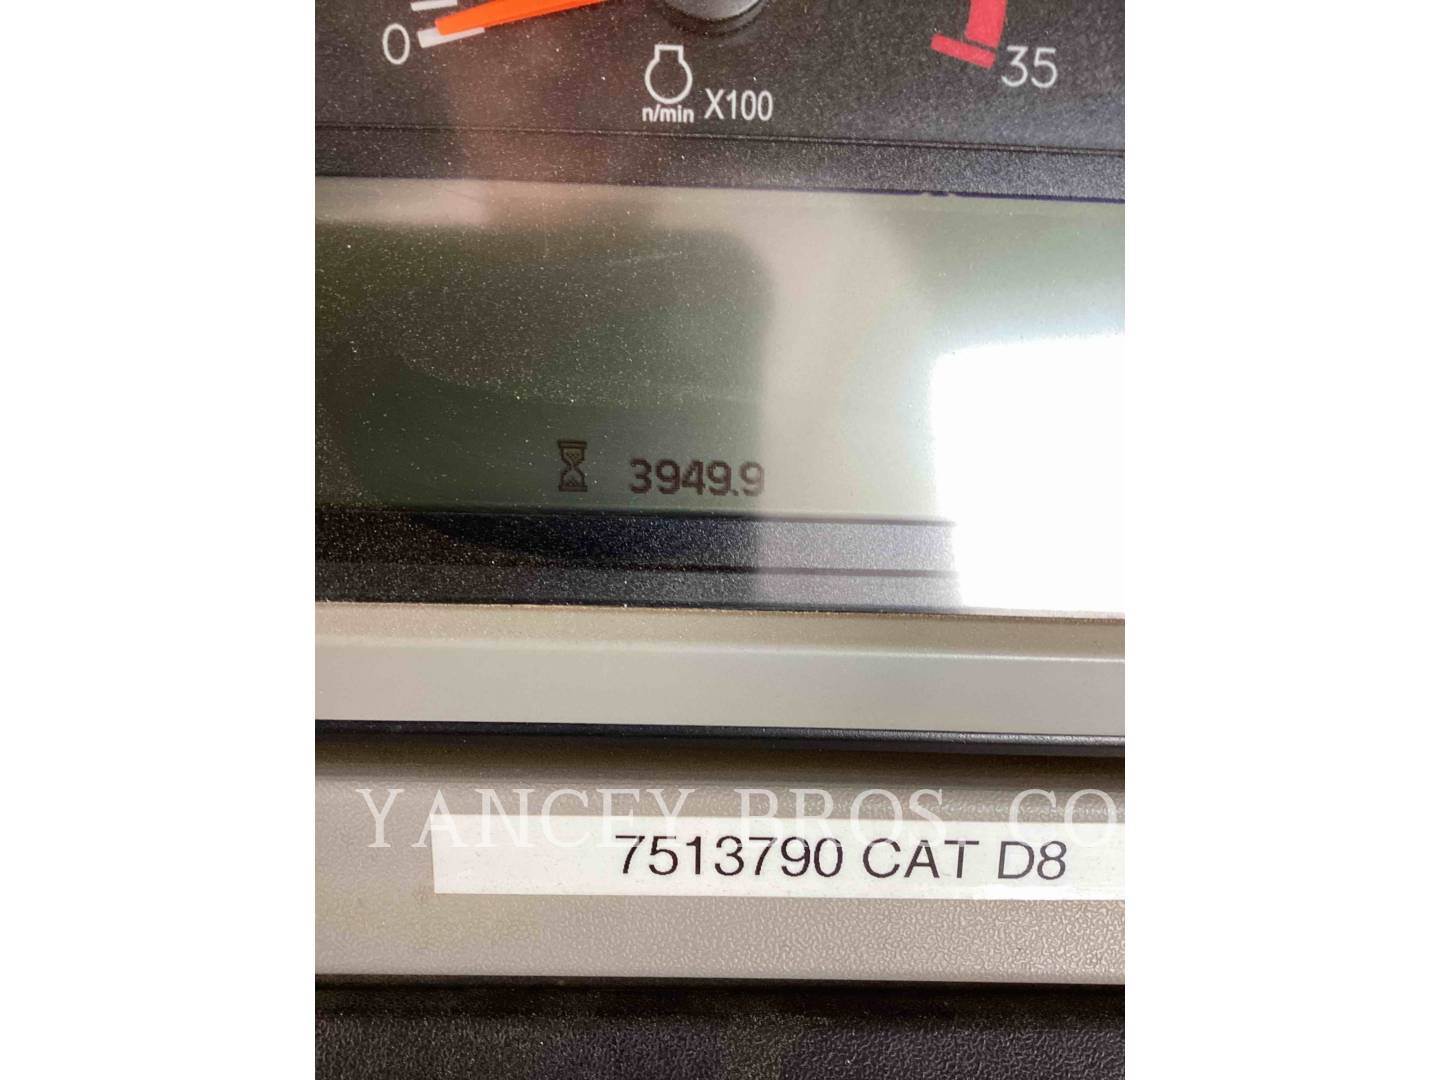 0
35
n/min X100
3949.9
YANCEY BROS. CO
7513790 CAT D8